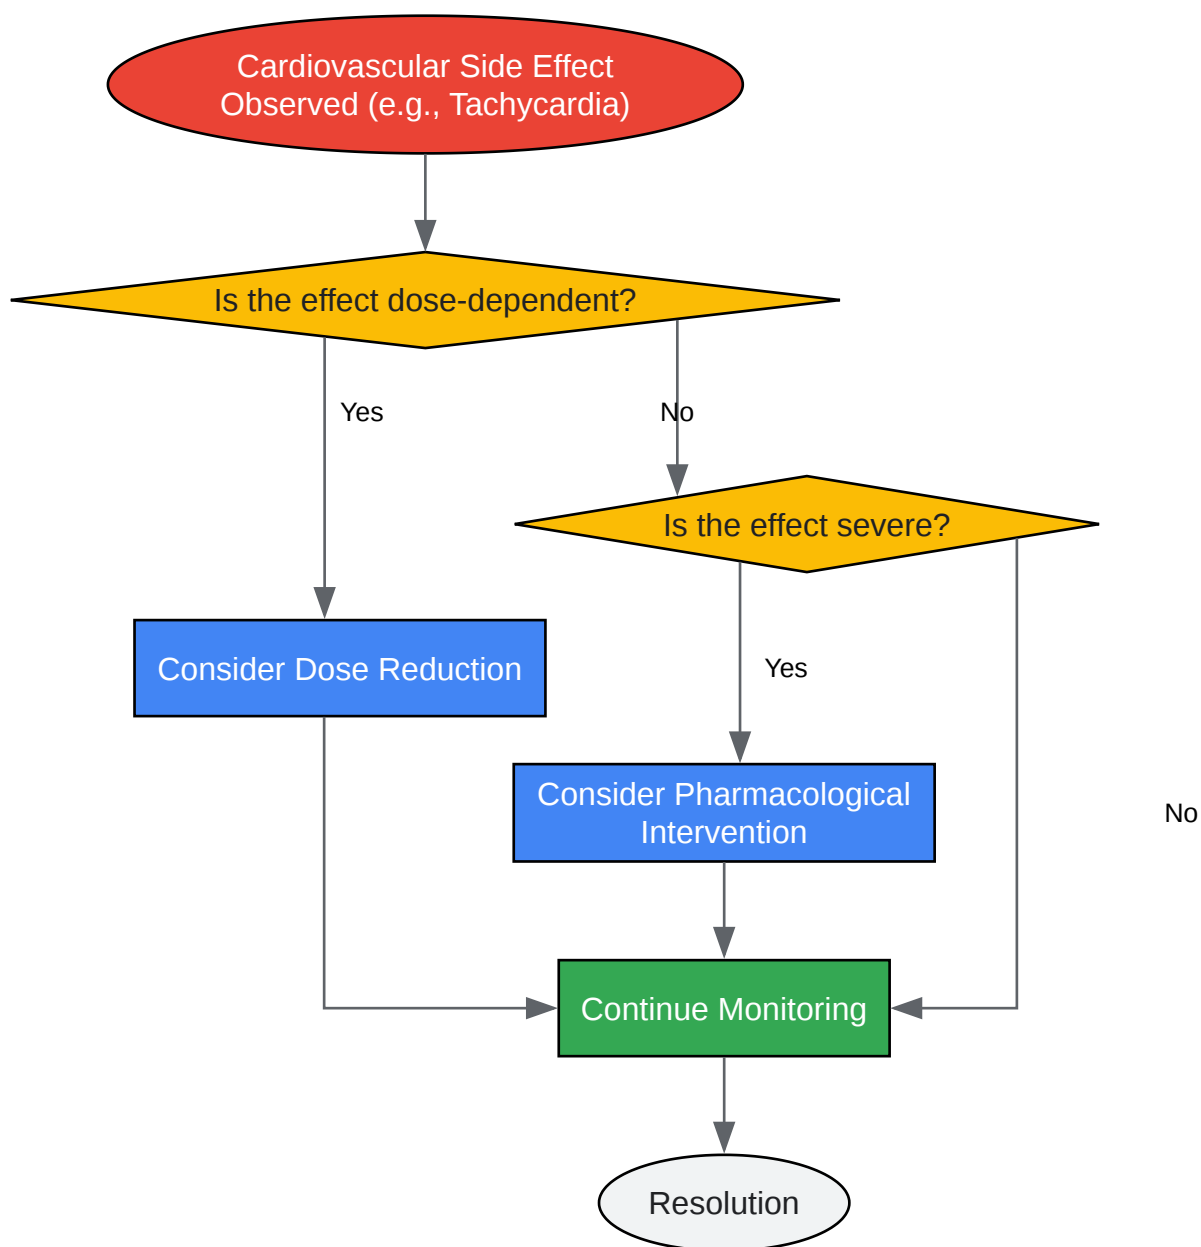 Cardiovascular Side Effect
Observed (e.g., Tachycardia)
Is the effect dose-dependent?
Yes
No
Is the effect severe?
Consider Dose Reduction
Yes
Consider Pharmacological
Intervention
No
Continue Monitoring
Resolution